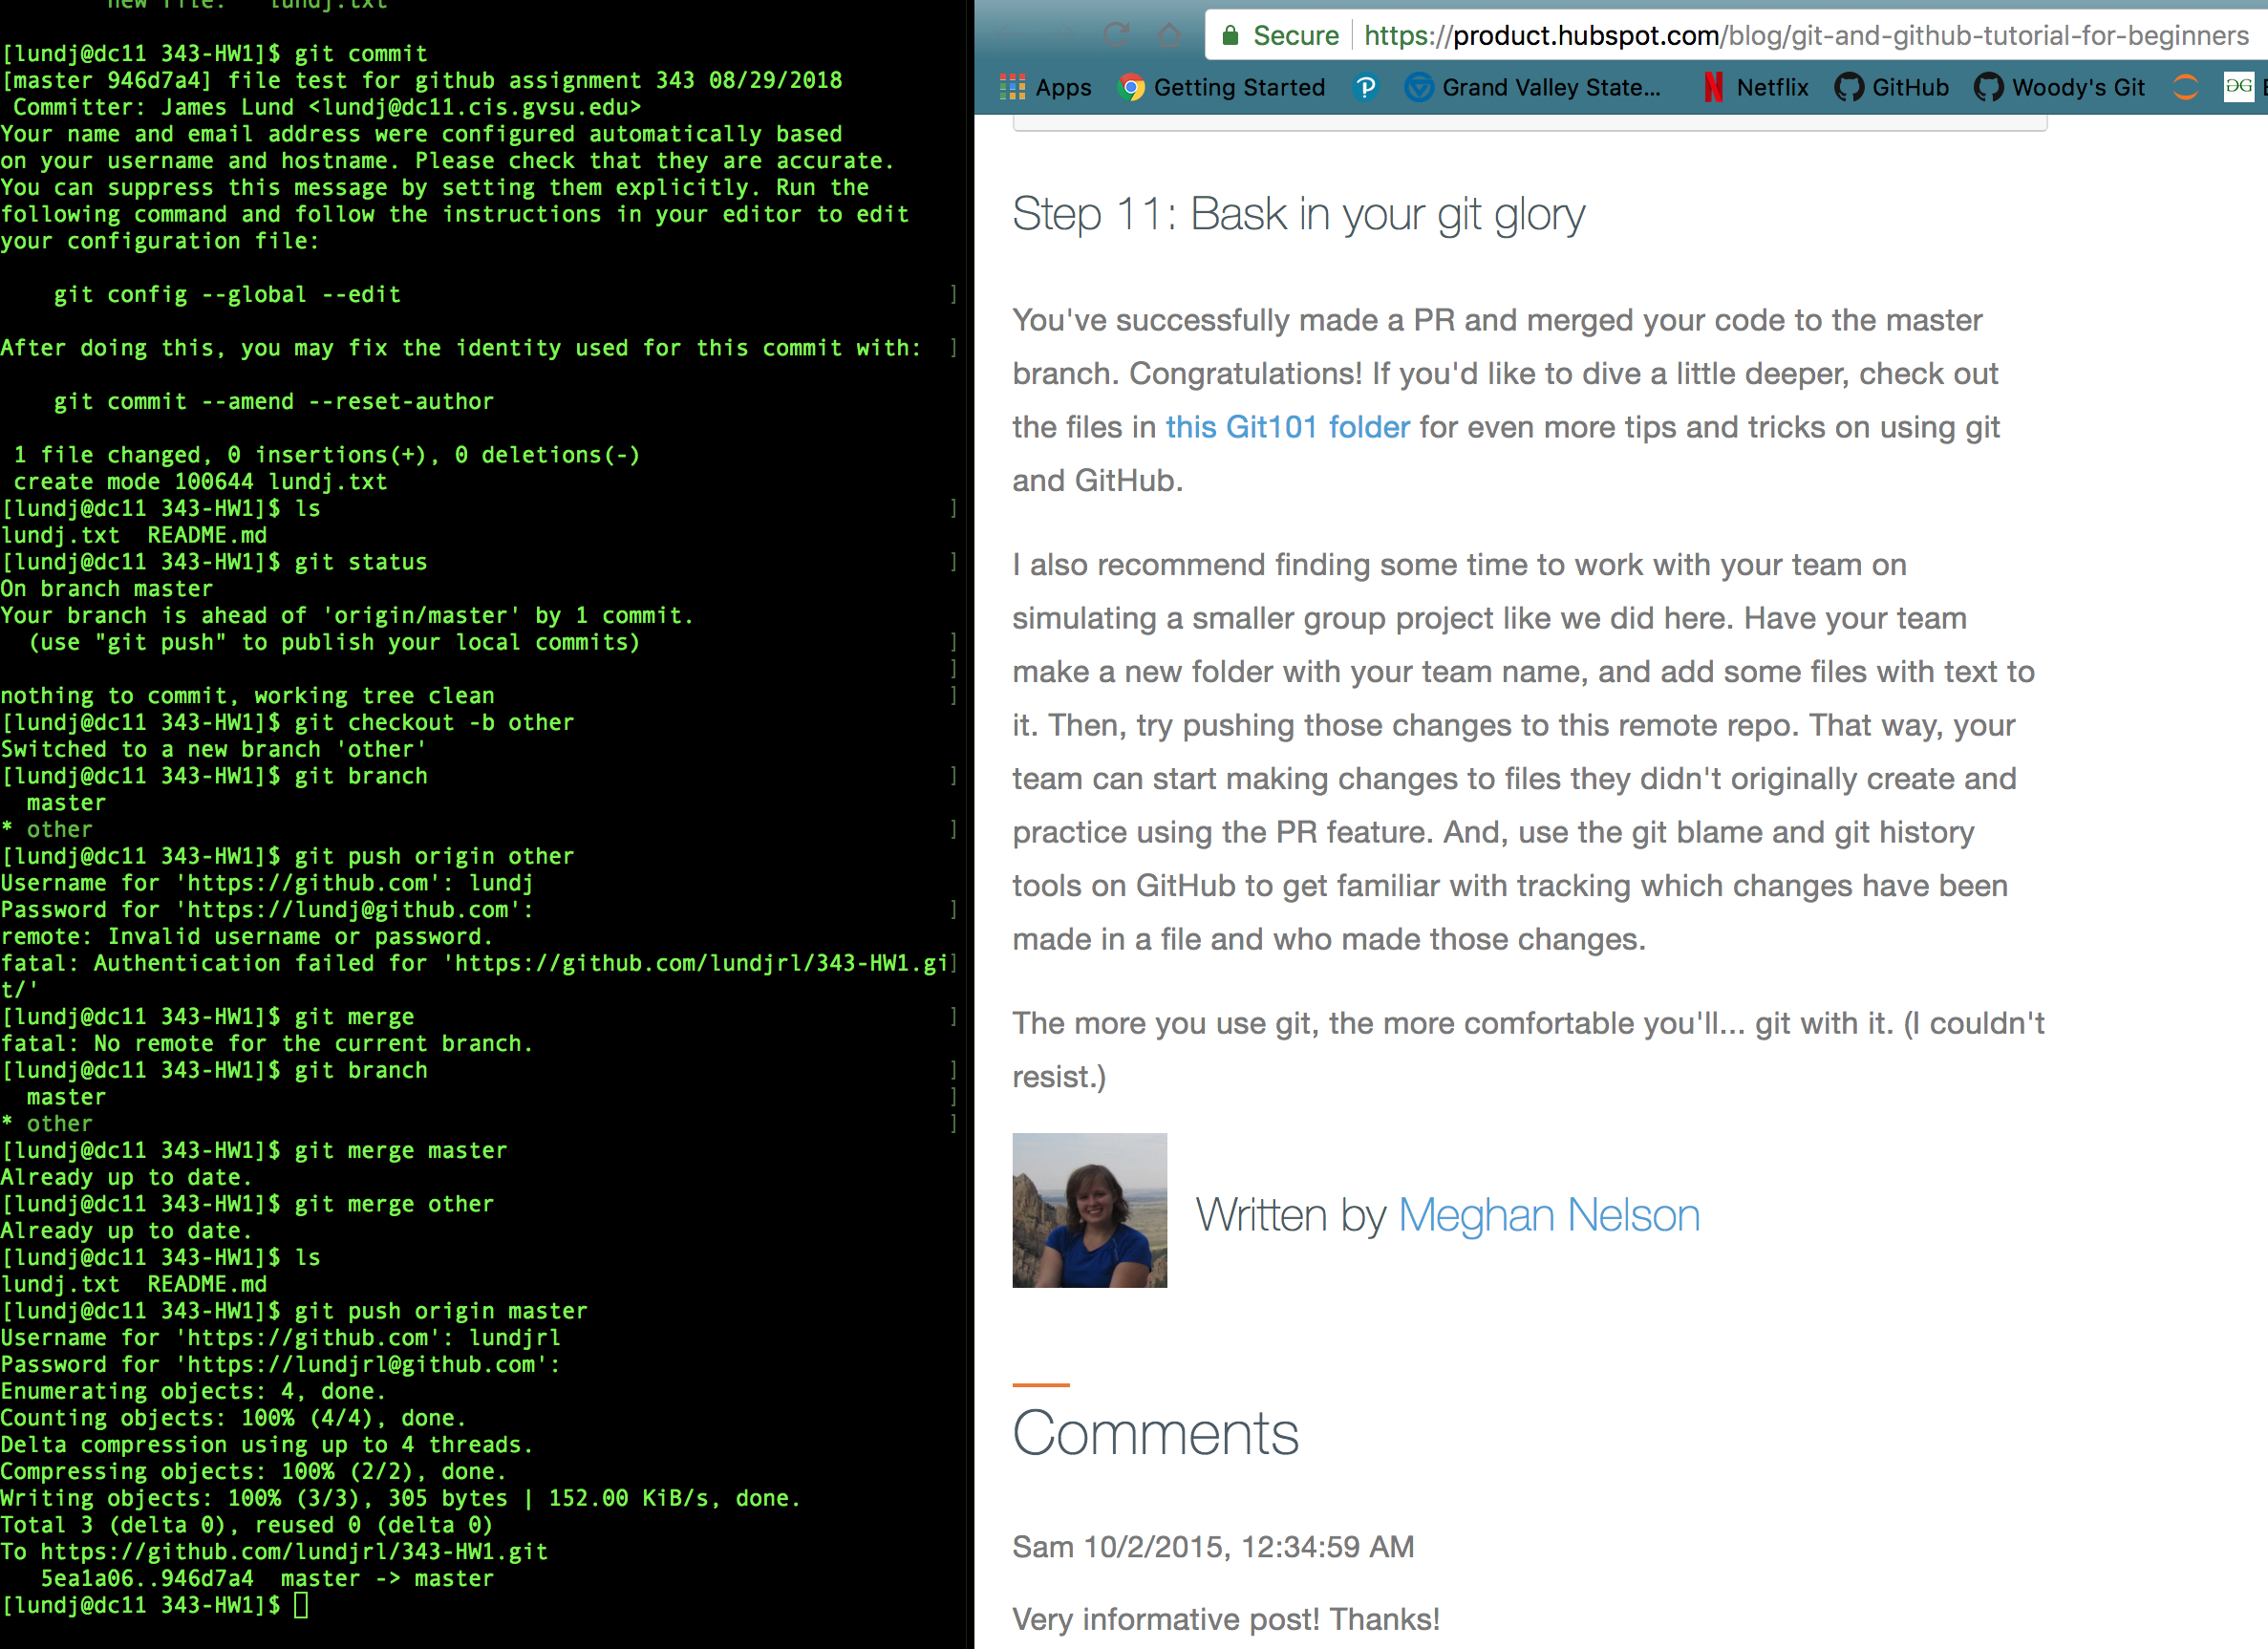 new file:   lundj.txt
[lundj@dc11 343-HW1]$ git commit
[master 946d7a4] file test for github assignment 343 08/29/2018
 Committer: James Lund <lundj@dc11.cis.gvsu.edu>
Your name and email address were configured automatically based
on your username and hostname. Please check that they are accurate.
You can suppress this message by setting them explicitly. Run the
following command and follow the instructions in your editor to edit
your configuration file:
    git config --global --edit ]
After doing this, you may fix the identity used for this commit with: ]
    git commit --amend --reset-author
 1 file changed, 0 insertions(+), 0 deletions(-)
 create mode 100644 lundj.txt
[lundj@dc11 343-HW1]$ ls ]
lundj.txt  README.md
[lundj@dc11 343-HW1]$ git status ]
On branch master
Your branch is ahead of 'origin/master' by 1 commit.
  (use "git push" to publish your local commits) ]
]
nothing to commit, working tree clean ]
[lundj@dc11 343-HW1]$ git checkout -b other
Switched to a new branch 'other'
[lundj@dc11 343-HW1]$ git branch ]
  master
* other ]
[lundj@dc11 343-HW1]$ git push origin other
Username for 'https://github.com': lundj
Password for 'https://lundj@github.com': ]
remote: Invalid username or password.
fatal: Authentication failed for 'https://github.com/lundjrl/343-HW1.gi]
t/'
[lundj@dc11 343-HW1]$ git merge ]
fatal: No remote for the current branch.
[lundj@dc11 343-HW1]$ git branch ]
  master ]
* other ]
[lundj@dc11 343-HW1]$ git merge master
Already up to date.
[lundj@dc11 343-HW1]$ git merge other
Already up to date.
[lundj@dc11 343-HW1]$ ls
lundj.txt  README.md
[lundj@dc11 343-HW1]$ git push origin master
Username for 'https://github.com': lundjrl
Password for 'https://lundjrl@github.com':
Enumerating objects: 4, done.
Counting objects: 100% (4/4), done.
Delta compression using up to 4 threads.
Compressing objects: 100% (2/2), done.
Writing objects: 100% (3/3), 305 bytes | 152.00 KiB/s, done.
Total 3 (delta 0), reused 0 (delta 0)
To https://github.com/lundjrl/343-HW1.git
   5ea1a06..946d7a4  master -> master
[lundj@dc11 343-HW1]$
Secure https://product.hubspot.com/blog/git-and-github-tutorial-for-beginners
Apps Getting Started Grand Valley State... Netflix GitHub Woody's Git
Step 11: Bask in your git glory
You've successfully made a PR and merged your code to the master
branch. Congratulations! If you'd like to dive a little deeper, check out
the files in this Git101 folder for even more tips and tricks on using git
and GitHub.
I also recommend finding some time to work with your team on
simulating a smaller group project like we did here. Have your team
make a new folder with your team name, and add some files with text to
it. Then, try pushing those changes to this remote repo. That way, your
team can start making changes to files they didn't originally create and
practice using the PR feature. And, use the git blame and git history
tools on GitHub to get familiar with tracking which changes have been
made in a file and who made those changes.
The more you use git, the more comfortable you'll... git with it. (I couldn't
resist.)
Written by Meghan Nelson
Comments
Sam 10/2/2015, 12:34:59 AM
Very informative post! Thanks!